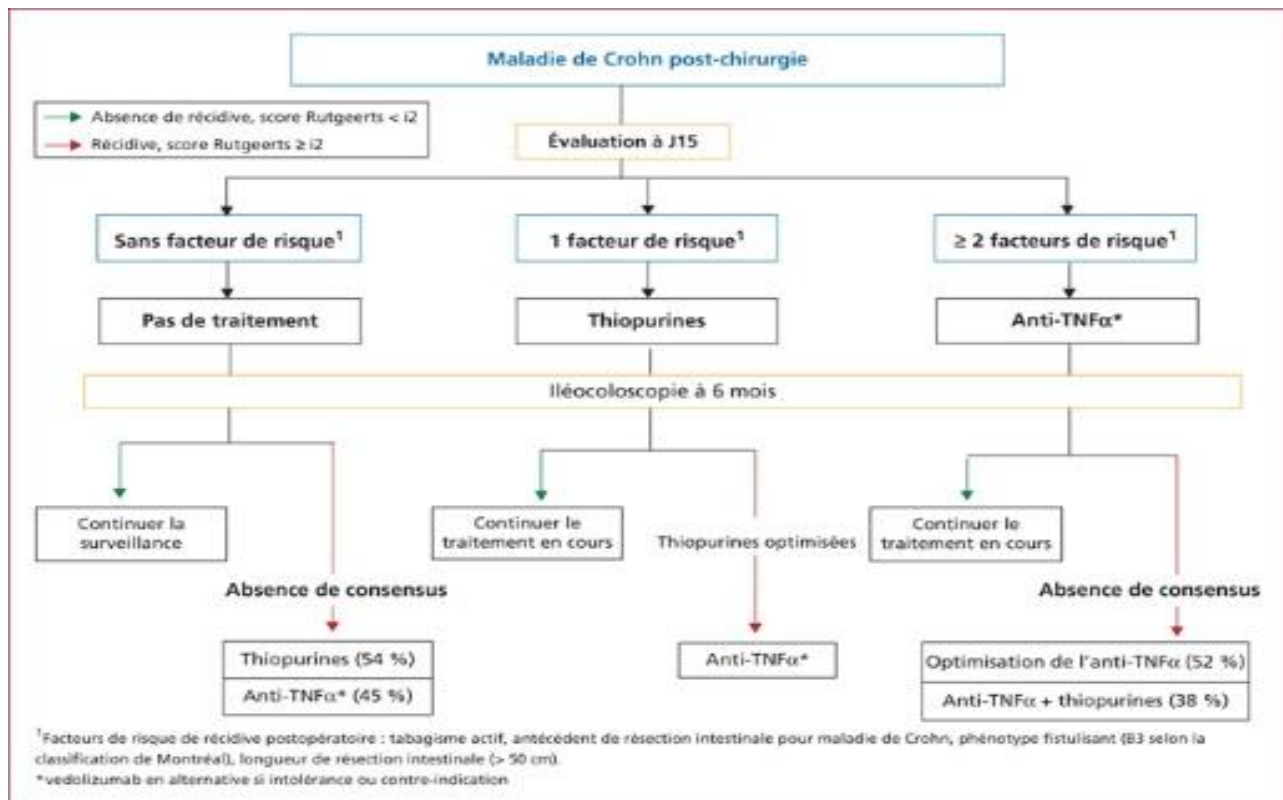 Maladie de Crohn post-chirurgie
Absence de récidive, score Rutgeerts < i2
Récidive, score Rutgeerts ≥ i2
Évaluation à J15
Sans facteur de risque¹
1 facteur de risque¹
≥ 2 facteurs de risque¹
Pas de traitement
Thiopurines
Anti-TNFα*
Iléocoloscopie à 6 mois
Continuer la
surveillance
Continuer le
traitement en cours
Thiopurines optimisées
Continuer le
traitement en cours
Absence de consensus
Absence de consensus
Thiopurines (54 %)
Anti-TNFα* (45 %)
Anti-TNFα*
Optimisation de l'anti-TNFα (52 %)
Anti-TNFα + thiopurines (38 %)
¹Facteurs de risque de récidive postopératoire : tabagisme actif, antécédent de résection intestinale pour maladie de Crohn, phénotype fistulisant (B3 selon la
classification de Montréal), longueur de résection intestinale (> 50 cm).
*vedolizumab en alternative si intolérance ou contre-indication